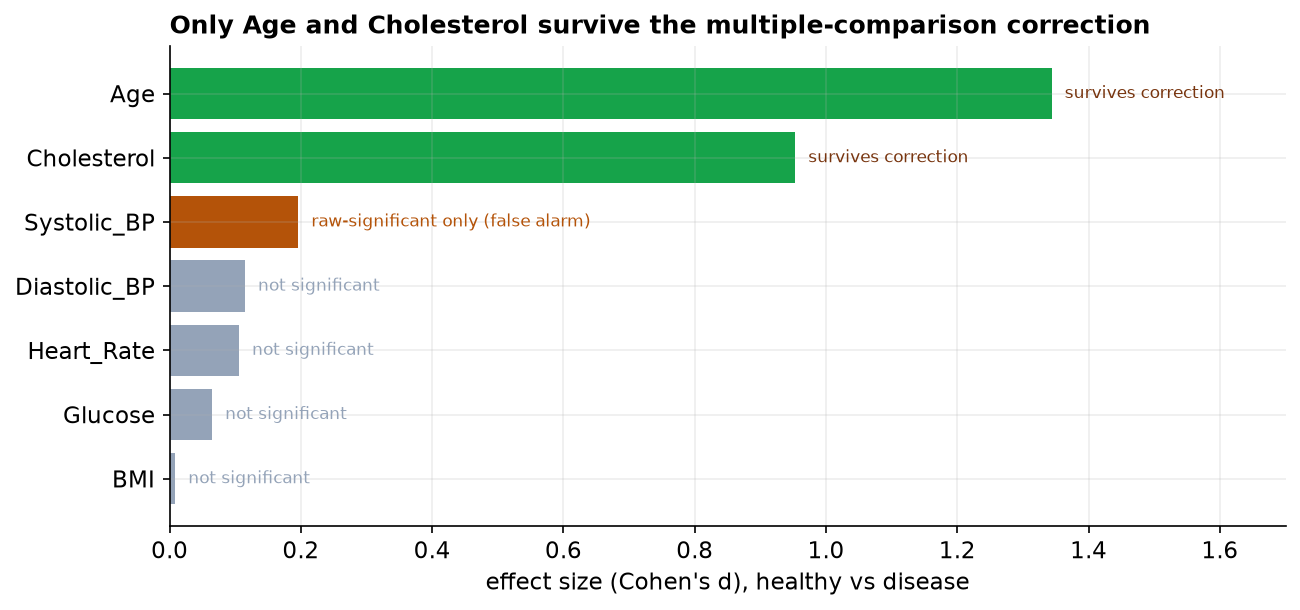 Only Age and Cholesterol survive the multiple-comparison correction
Age
survives correction
Cholesterol
survives correction
Systolic_BP
raw-significant only (false alarm)
Diastolic_BP
not significant
Heart_Rate
not significant
Glucose
not significant
BMI
not significant
0.0 0.2 0.4 0.6 0.8 1.0 1.2 1.4 1.6
effect size (Cohen's d), healthy vs disease